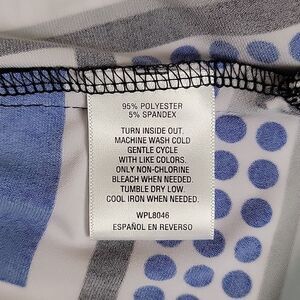 95% POLYESTER
5% SPANDEX
TURN INSIDE OUT.
MACHINE WASH COLD
GENTLE CYCLE
WITH LIKE COLORS.
ONLY NON-CHLORINE
BLEACH WHEN NEEDED.
TUMBLE DRY LOW.
COOL IRON WHEN NEEDED.
WPL8046
ESPAÑOL EN REVERSO